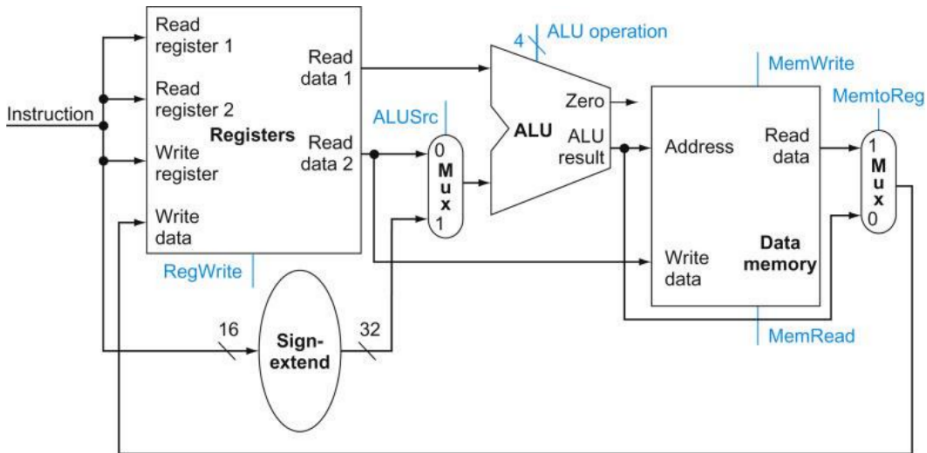 Instruction
Read
register 1
Read
register 2
Registers
Write
register
Write
data
Read
data 1
Read
data 2
RegWrite
16
Sign-
extend
32
ALUSrc
0
M
u
x
1
4
ALU operation
Zero
ALU
ALU
result
MemWrite
Address
Read
data
Write
data
Data
memory
MemRead
MemtoReg
1
M
u
x
0